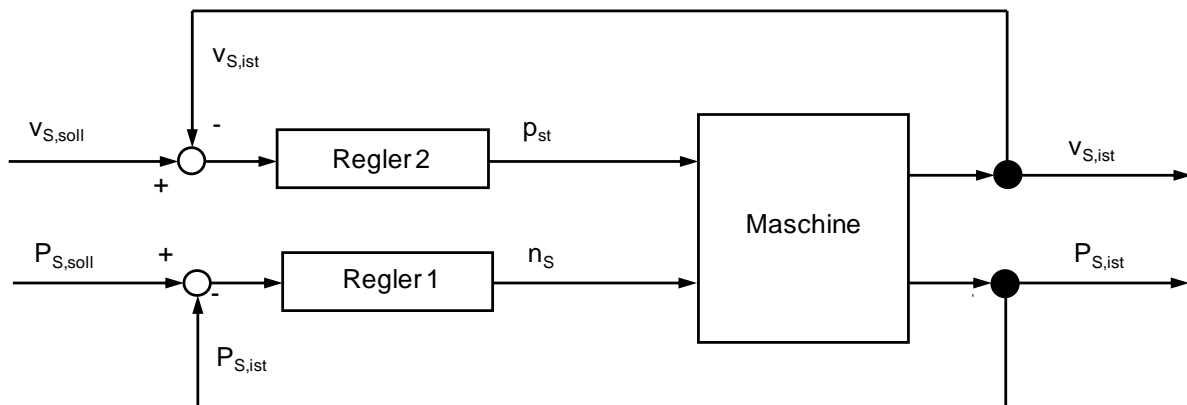 v_S,ist
v_S,soll
-
+
Regler 2
p_st
Maschine
v_S,ist
P_S,soll
+
-
Regler 1
n_S
P_S,ist
P_S,ist